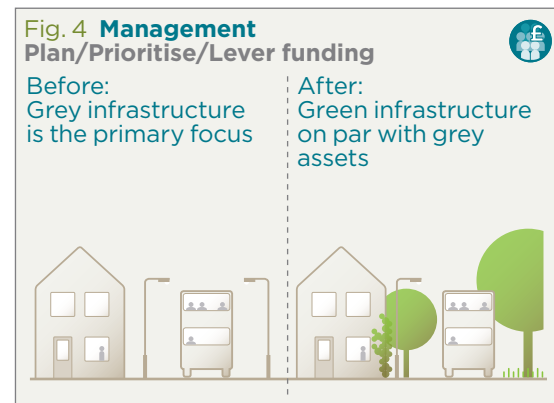 Fig. 4 Management
Plan/Prioritise/Lever funding
£
Before:
Grey infrastructure
is the primary focus
After:
Green infrastructure
on par with grey
assets